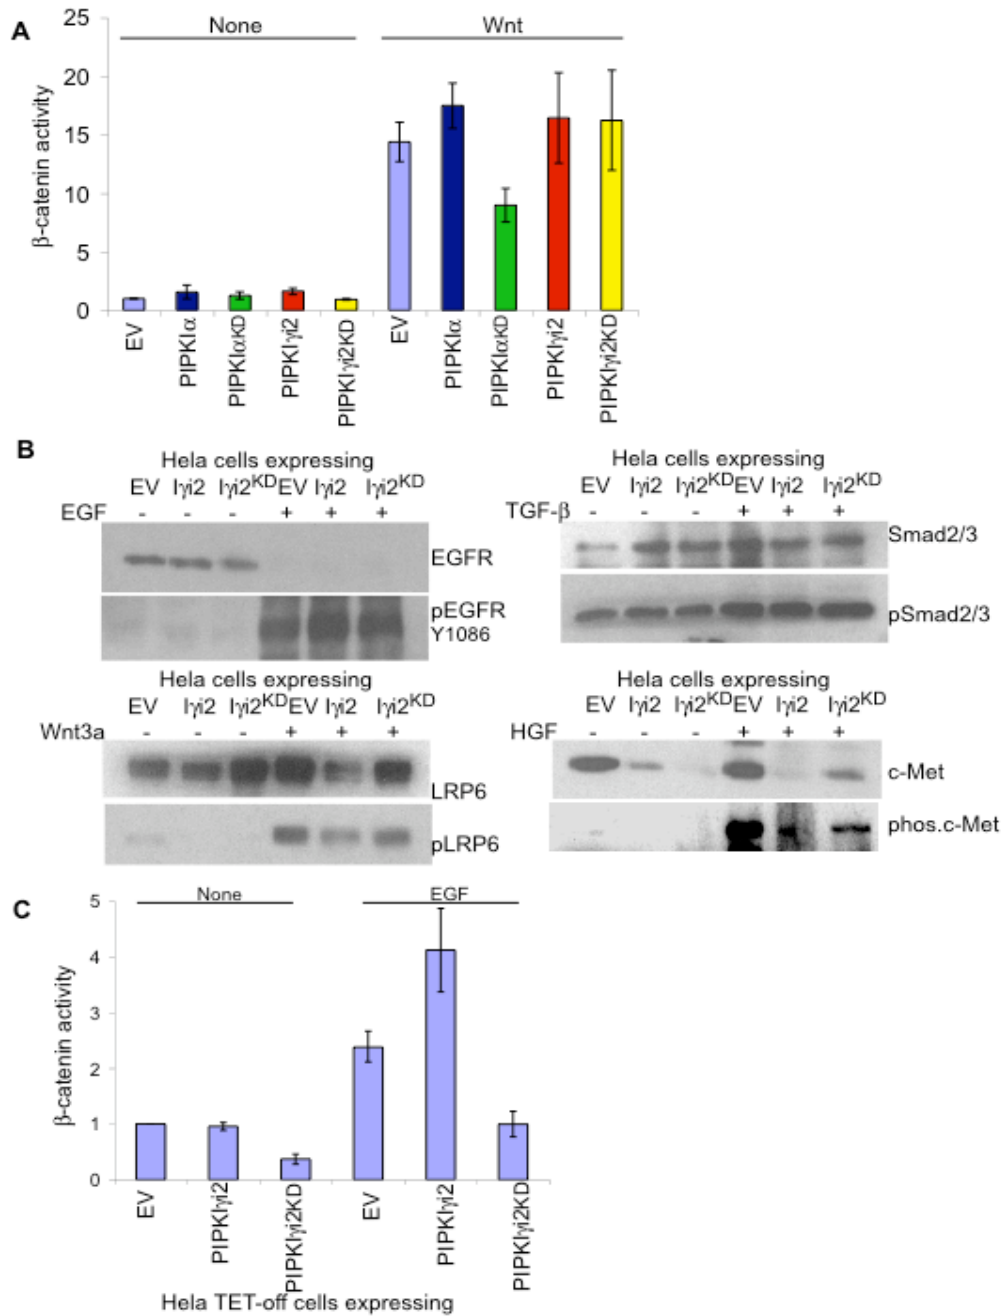 A
None
Wnt
β-catenin activity
25
20
15
10
5
0
EV
PIPKIα
PIPKIαKD
PIPKIγi2
PIPKIγi2KD
EV
PIPKIα
PIPKIαKD
PIPKIγi2
PIPKIγi2KD
B
Hela cells expressing
EV Iγi2 Iγi2KD EV Iγi2 Iγi2KD
EGF - - - + + +
EGFR
pEGFR
Y1086
Hela cells expressing
EV Iγi2 Iγi2KD EV Iγi2 Iγi2KD
TGF-β - - - + + +
Smad2/3
pSmad2/3
Hela cells expressing
EV Iγi2 Iγi2KD EV Iγi2 Iγi2KD
Wnt3a - - - + + +
LRP6
pLRP6
Hela cells expressing
EV Iγi2 Iγi2KD EV Iγi2 Iγi2KD
HGF - - - + + +
c-Met
phos.c-Met
C
None
EGF
β-catenin activity
5
4
3
2
1
0
EV
PIPKIγi2
PIPKIγi2KD
EV
PIPKIγi2
PIPKIγi2KD
Hela TET-off cells expressing